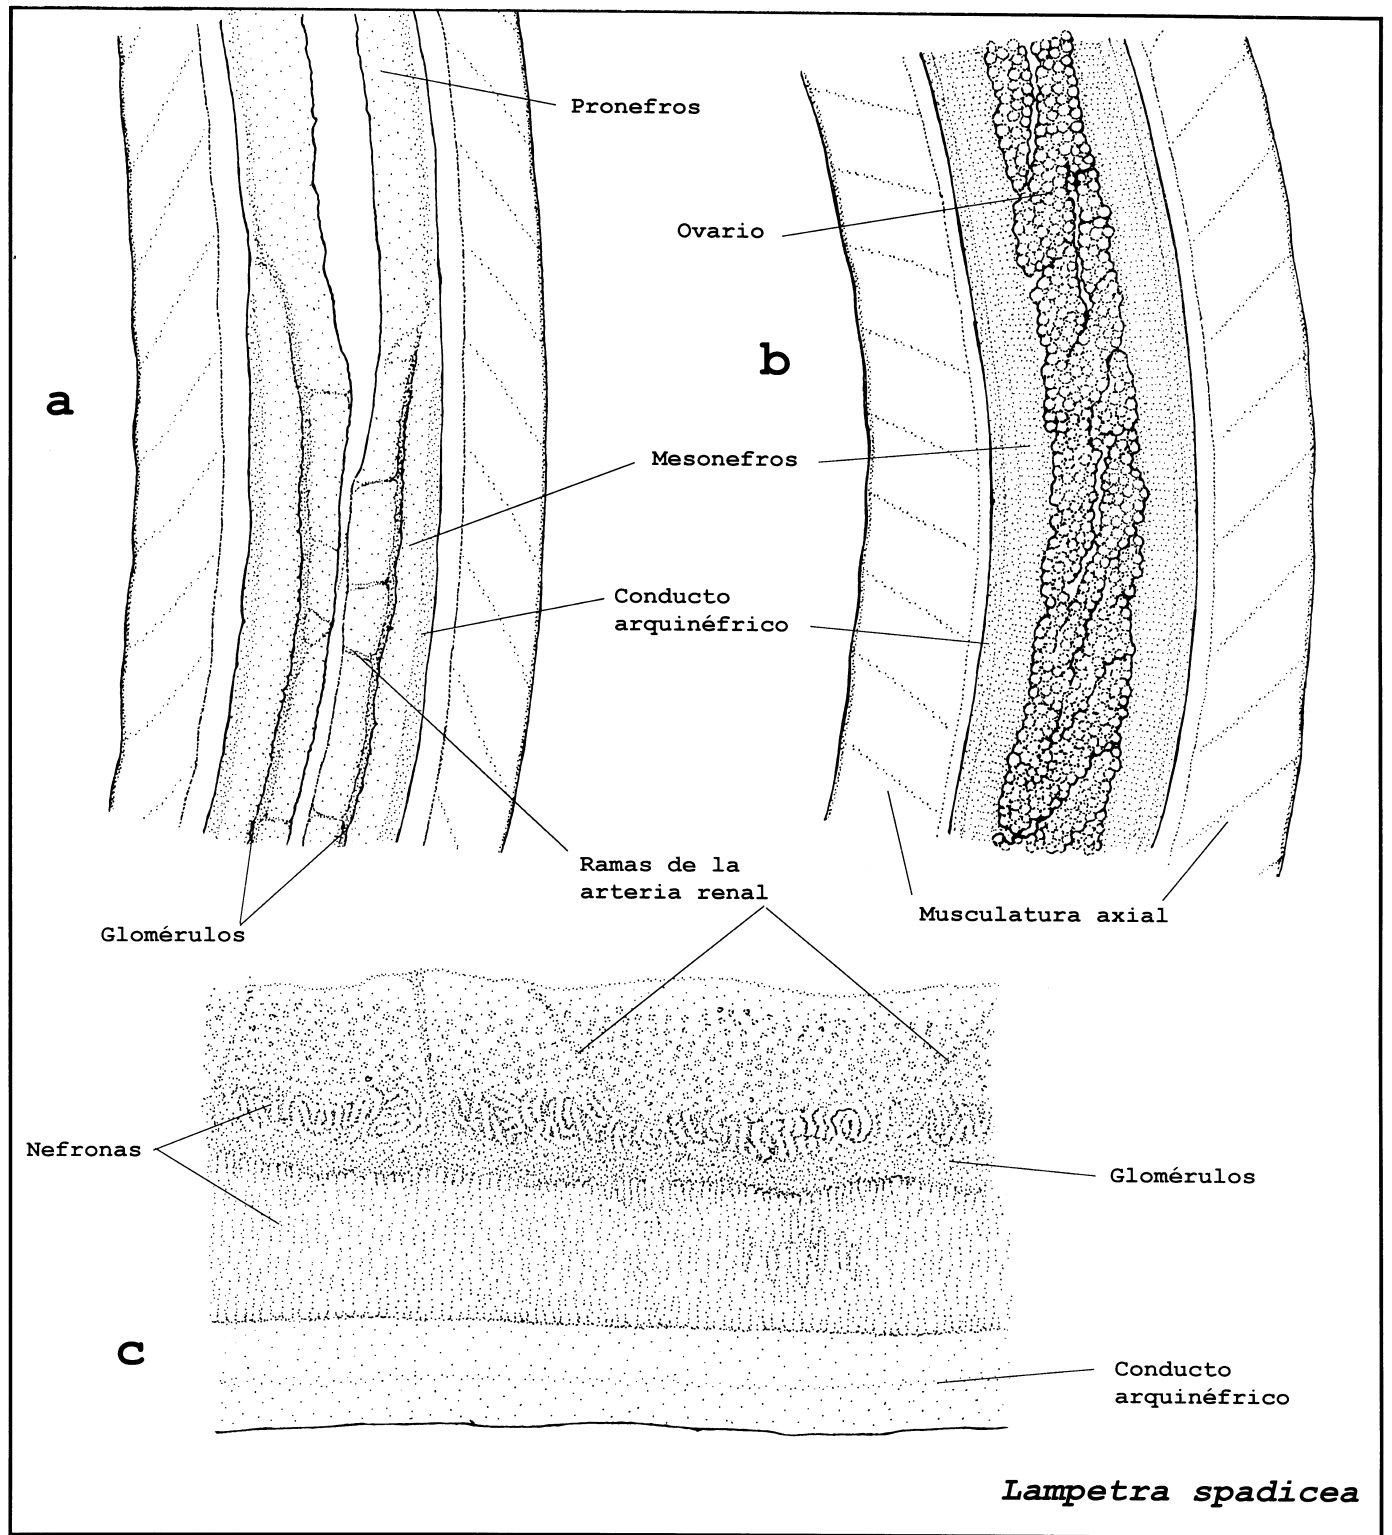 Pronefros
Ovario
b
a
Mesonefros
Conducto
arquinéfrico
Ramas de la
arteria renal
Musculatura axial
Glomérulos
Nefronas
Glomérulos
c
Conducto
arquinéfrico
Lampetra spadicea